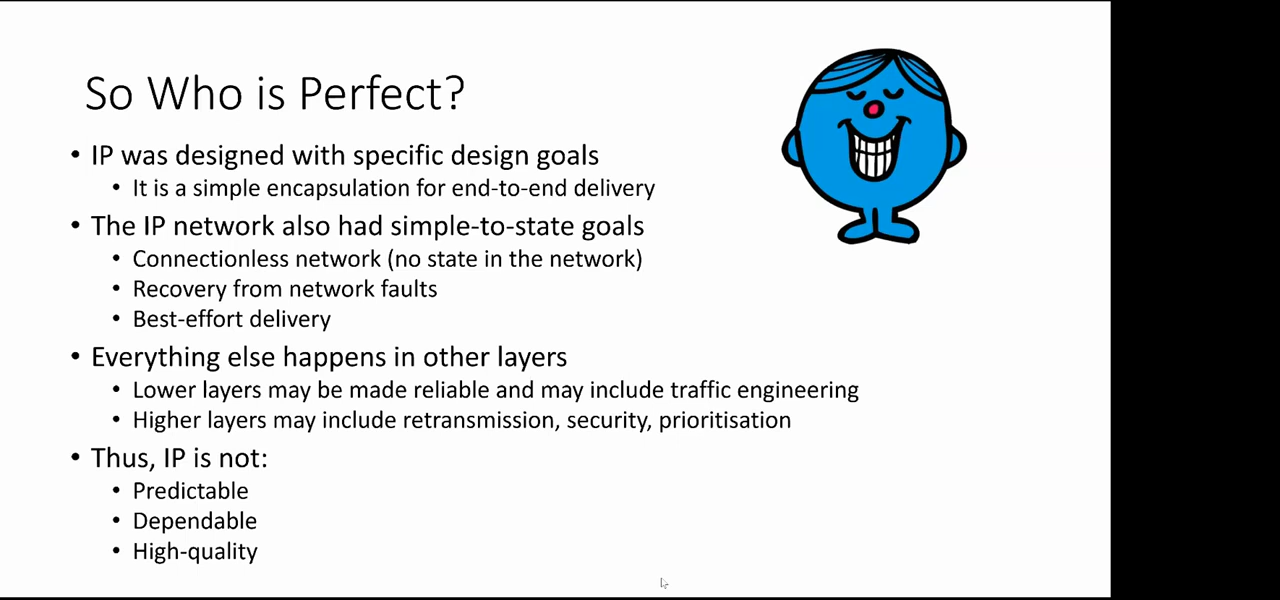 So Who is Perfect?
• IP was designed with specific design goals
• It is a simple encapsulation for end-to-end delivery
• The IP network also had simple-to-state goals
• Connectionless network (no state in the network)
• Recovery from network faults
• Best-effort delivery
• Everything else happens in other layers
• Lower layers may be made reliable and may include traffic engineering
• Higher layers may include retransmission, security, prioritisation
• Thus, IP is not:
• Predictable
• Dependable
• High-quality